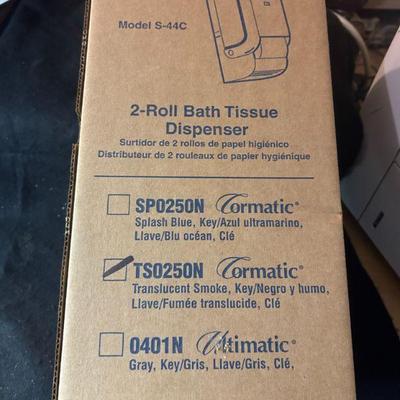 Model S-44C
2-Roll Bath Tissue
Dispenser
Surtidor de 2 rollos de papel higiénico
Distributeur de 2 rouleaux de papier hygiénique
SP0250N Cormatic®
Splash Blue, Key/Azul ultramarino,
Llave/Blu océan, Clé
TS0250N Cormatic®
Translucent Smoke, Key/Negro y humo,
Llave/Fumée translucide, Clé
0401N Ultimatic®
Gray, Key/Gris, Llave/Gris, Clé,